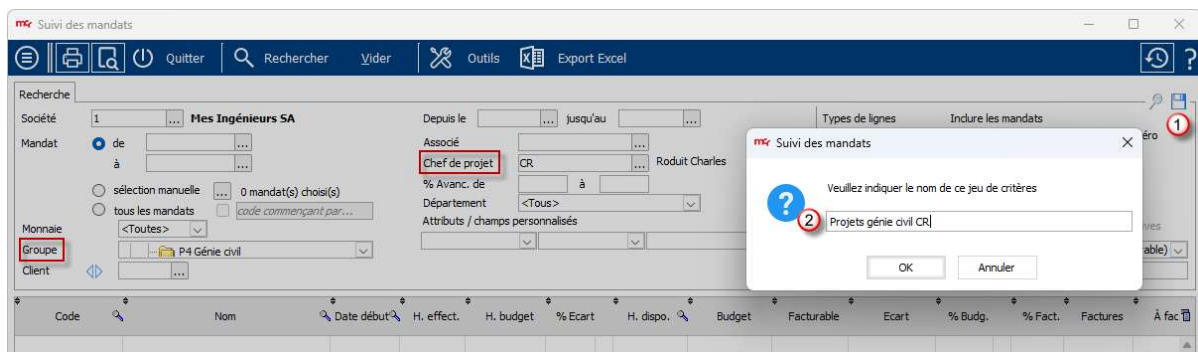 mcr Suivi des mandats
Quitter Rechercher Vider Outils Export Excel ?
Recherche
Société 1 ... Mes Ingénieurs SA Depuis le ... jusqu'au ... Types de lignes Inclure les mandats
1
Mandat de ... Associé ... éro
à ... Chef de projet CR ... Roduit Charles
% Avanc. de à
sélection manuelle ... 0 mandat(s) choisi(s) Département <Tous>
tous les mandats code commençant par... Attributs / champs personnalisés
Monnaie <Toutes> ves
Groupe P4 Génie civil able)
Client ...
mcr Suivi des mandats
Veuillez indiquer le nom de ce jeu de critères
? 2 Projets génie civil CR
OK Annuler
Code Nom Date début H. effect. H. budget % Ecart H. dispo. Budget Facturable Ecart % Budg. % Fact. Factures À fac